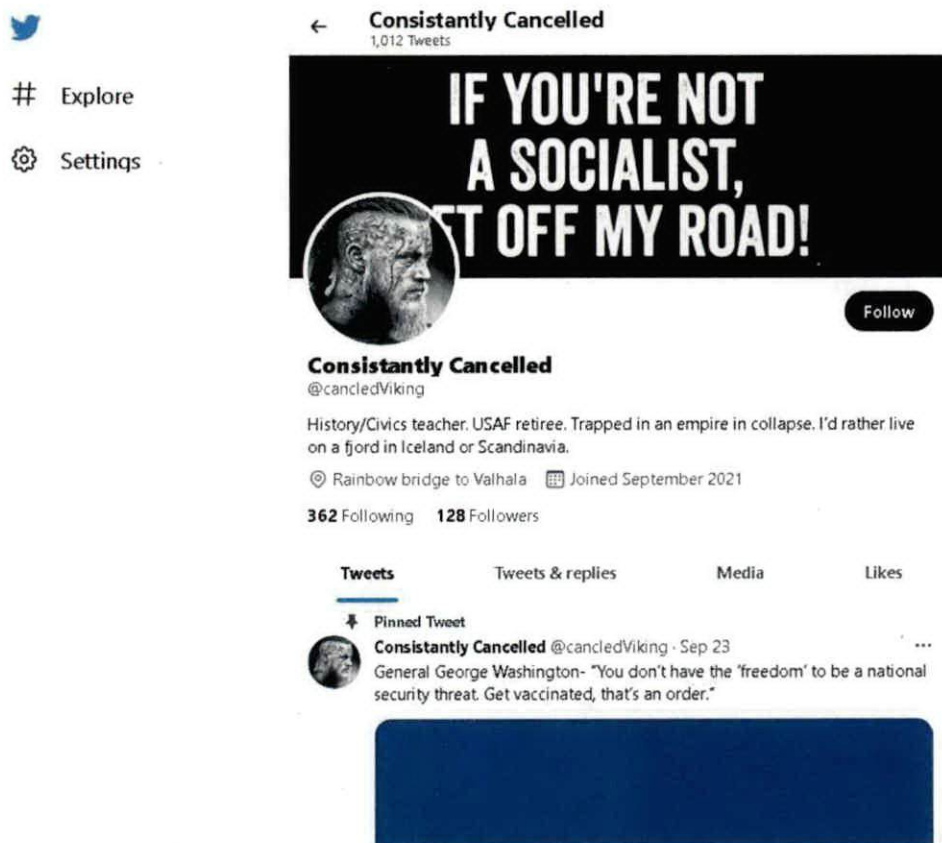 Consistantly Cancelled
1,012 Tweets
# Explore
Settings
IF YOU'RE NOT
A SOCIALIST,
ET OFF MY ROAD!
Follow
Consistantly Cancelled
@cancledViking
History/Civics teacher. USAF retiree. Trapped in an empire in collapse. I'd rather live
on a fjord in Iceland or Scandinavia.
Rainbow bridge to Valhala Joined September 2021
362 Following 128 Followers
Tweets Tweets & replies Media Likes
Pinned Tweet
Consistantly Cancelled @cancledViking · Sep 23 ...
General George Washington- "You don't have the 'freedom' to be a national
security threat. Get vaccinated, that's an order."